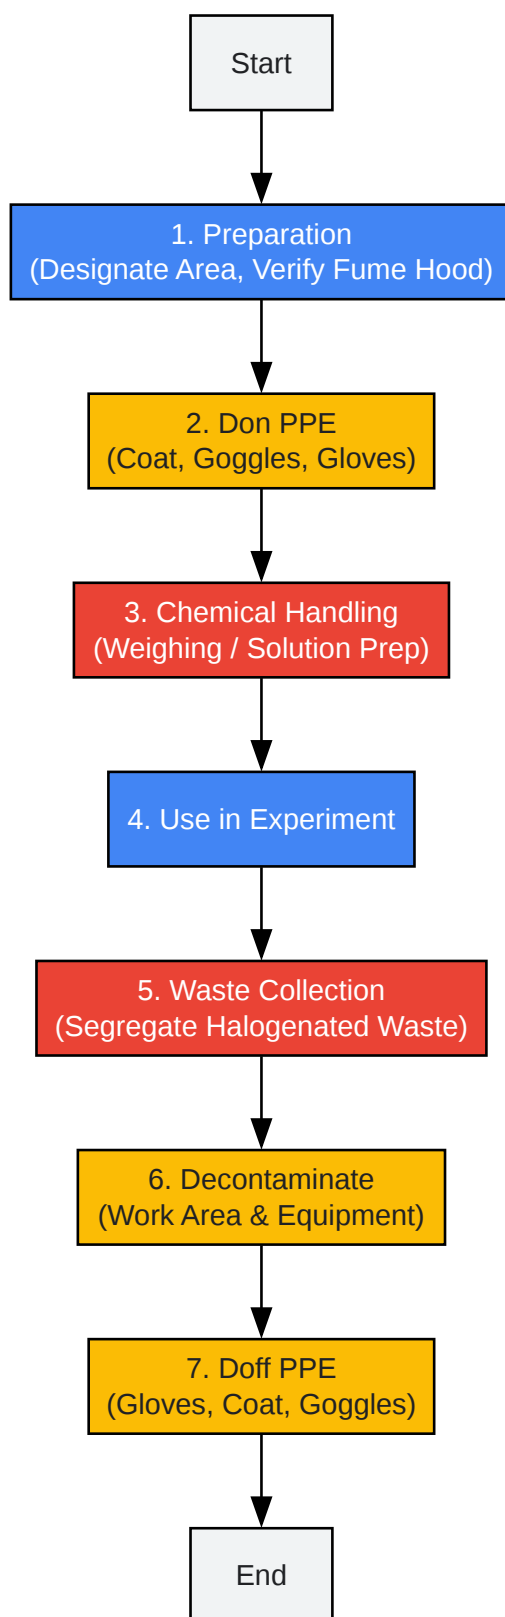 Start
1. Preparation
(Designate Area, Verify Fume Hood)
2. Don PPE
(Coat, Goggles, Gloves)
3. Chemical Handling
(Weighing / Solution Prep)
4. Use in Experiment
5. Waste Collection
(Segregate Halogenated Waste)
6. Decontaminate
(Work Area & Equipment)
7. Doff PPE
(Gloves, Coat, Goggles)
End